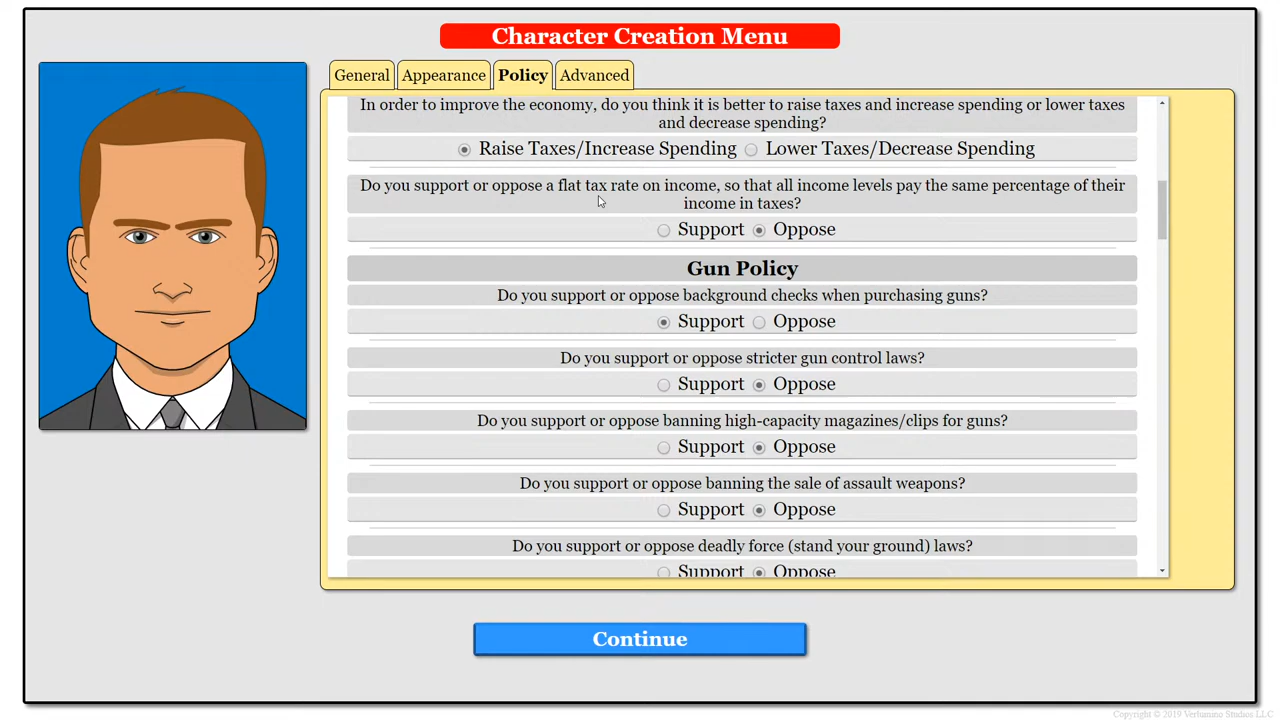 Character Creation Menu
General
Appearance
Policy
Advanced
In order to improve the economy, do you think it is better to raise taxes and increase spending or lower taxes
and decrease spending?
Raise Taxes/Increase Spending
Lower Taxes/Decrease Spending
Do you support or oppose a flat tax rate on income, so that all income levels pay the same percentage of their
income in taxes?
Support
Oppose
Gun Policy
Do you support or oppose background checks when purchasing guns?
Support
Oppose
Do you support or oppose stricter gun control laws?
Support
Oppose
Do you support or oppose banning high-capacity magazines/clips for guns?
Support
Oppose
Do you support or oppose banning the sale of assault weapons?
Support
Oppose
Do you support or oppose deadly force (stand your ground) laws?
Support
Oppose
Continue
Copyright © 2019 Verlumino Studios LLC